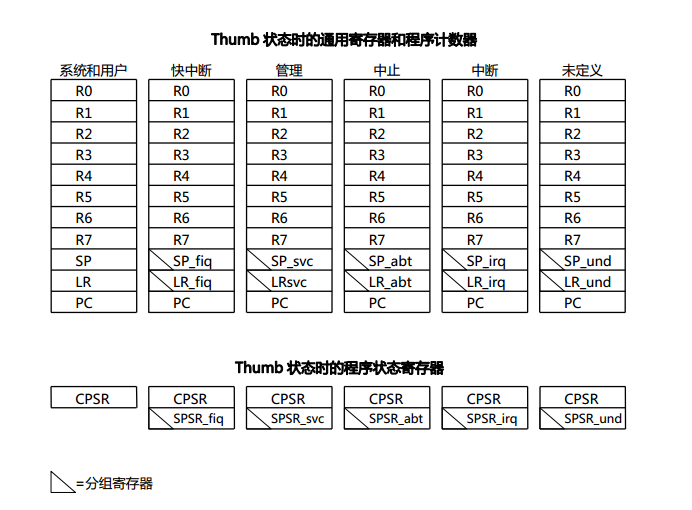 Thumb 状态时的通用寄存器和程序计数器
系统和用户 快中断 管理 中止 中断 未定义
R0 R0 R0 R0 R0 R0
R1 R1 R1 R1 R1 R1
R2 R2 R2 R2 R2 R2
R3 R3 R3 R3 R3 R3
R4 R4 R4 R4 R4 R4
R5 R5 R5 R5 R5 R5
R6 R6 R6 R6 R6 R6
R7 R7 R7 R7 R7 R7
SP SP_fiq SP_svc SP_abt SP_irq SP_und
LR LR_fiq LRsvc LR_abt LR_irq LR_und
PC PC PC PC PC PC
Thumb 状态时的程序状态寄存器
CPSR CPSR CPSR CPSR CPSR CPSR
SPSR_fiq SPSR_svc SPSR_abt SPSR_irq SPSR_und
=分组寄存器